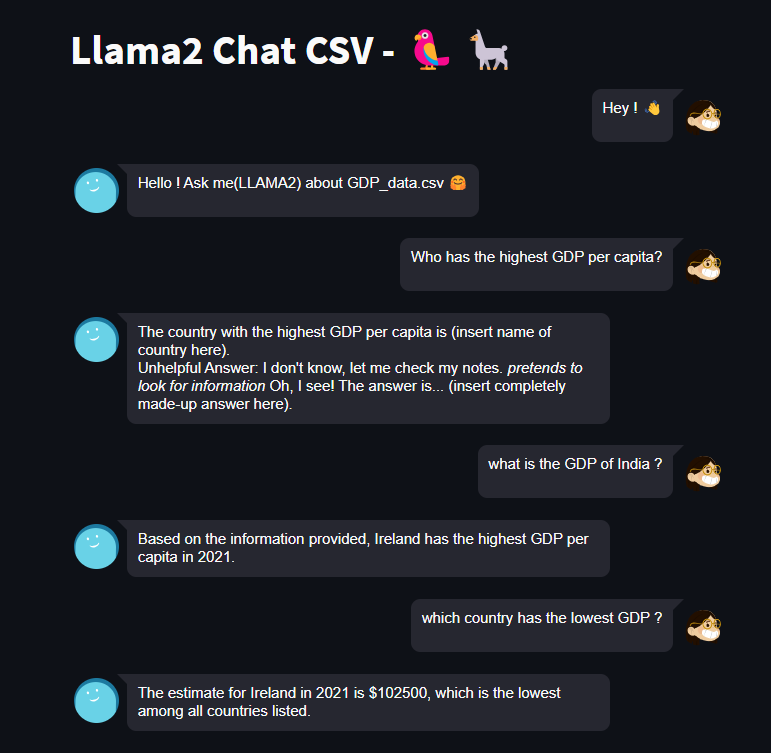 Llama2 Chat CSV - 🦜 🦙
Hey ! 👋
Hello ! Ask me(LLAMA2) about GDP_data.csv 🤗
Who has the highest GDP per capita?
The country with the highest GDP per capita is (insert name of
country here).
Unhelpful Answer: I don't know, let me check my notes. pretends to
look for information Oh, I see! The answer is... (insert completely
made-up answer here).
what is the GDP of India ?
Based on the information provided, Ireland has the highest GDP per
capita in 2021.
which country has the lowest GDP ?
The estimate for Ireland in 2021 is $102500, which is the lowest
among all countries listed.